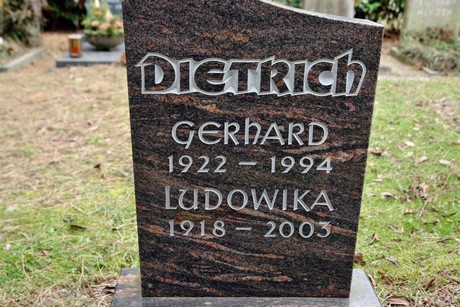 DIETRICH
GERHARD
1922 – 1994
LUDOWIKA
1918 – 2003